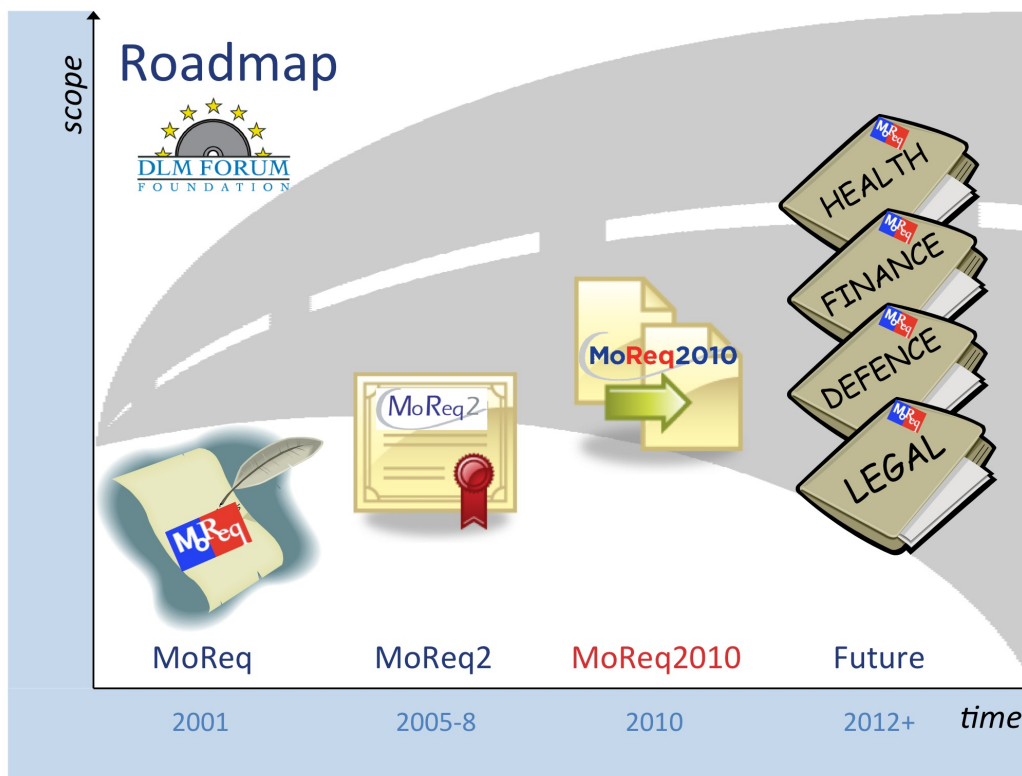 scope
Roadmap
DLM FORUM
FOUNDATION
MoReq
HEALTH
MoReq
FINANCE
MoReq
DEFENCE
MoReq
LEGAL
MoReq2010
MoReq2
MoReq
MoReq MoReq2 MoReq2010 Future
2001 2005-8 2010 2012+ time